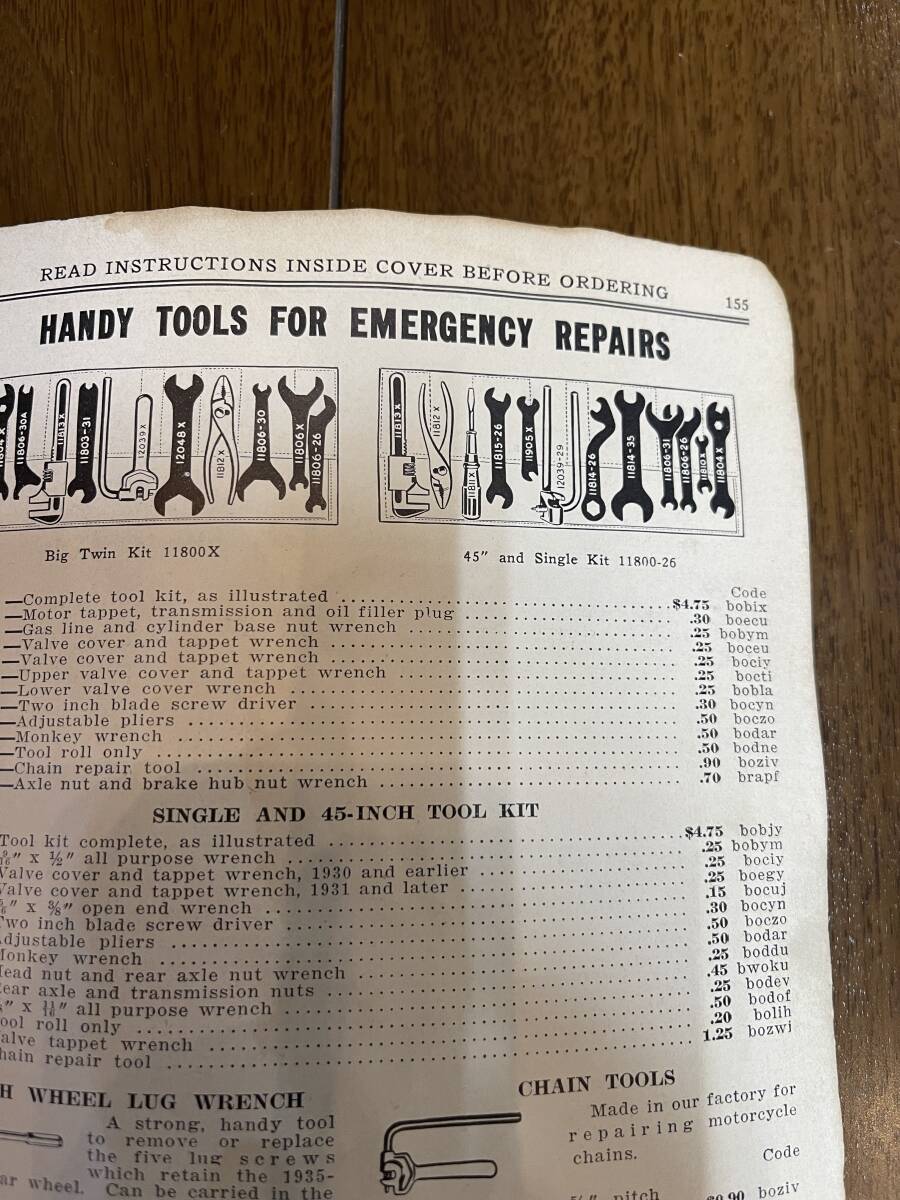 READ INSTRUCTIONS INSIDE COVER BEFORE ORDERING
155
HANDY TOOLS FOR EMERGENCY REPAIRS
11806-30A
11813X
11803-31
12039X
12048X
11812X
11806-30
11806X
11806-26
11813X
11812X
11811X
11815-26
11905X
12039-29
11814-26
11814-35
11806-31
11806-26
11810X
11804X
Big Twin Kit 11800X
45" and Single Kit 11800-26
Code
—Complete tool kit, as illustrated $4.75 bobix
—Motor tappet, transmission and oil filler plug .30 boecu
—Gas line and cylinder base nut wrench .25 bobym
—Valve cover and tappet wrench .25 boceu
—Valve cover and tappet wrench .25 bociy
—Upper valve cover and tappet wrench .25 bocti
—Lower valve cover wrench .25 bobla
—Two inch blade screw driver .30 bocyn
—Adjustable pliers .50 boczo
—Monkey wrench .50 bodar
—Tool roll only .50 bodne
—Chain repair tool .90 boziv
—Axle nut and brake hub nut wrench .70 brapf
SINGLE AND 45-INCH TOOL KIT
Tool kit complete, as illustrated $4.75 bobjy
9/16" x 1/2" all purpose wrench .25 bobym
Valve cover and tappet wrench, 1930 and earlier .25 bociy
Valve cover and tappet wrench, 1931 and later .25 boegy
" x 3/8" open end wrench .15 bocuj
Two inch blade screw driver .30 bocyn
Adjustable pliers .50 boczo
Monkey wrench .50 bodar
Head nut and rear axle nut wrench .25 boddu
Rear axle and transmission nuts .45 bwoku
" x 11/16" all purpose wrench .25 bodev
Tool roll only .50 bodof
Valve tappet wrench .20 bolih
Chain repair tool 1.25 bozwi
H WHEEL LUG WRENCH
A strong, handy tool
to remove or replace
the five lug screws
which retain the 1935-
ar wheel. Can be carried in the
CHAIN TOOLS
Made in our factory for
repairing motorcycle
chains.
Code
pitch $0.90 boziv